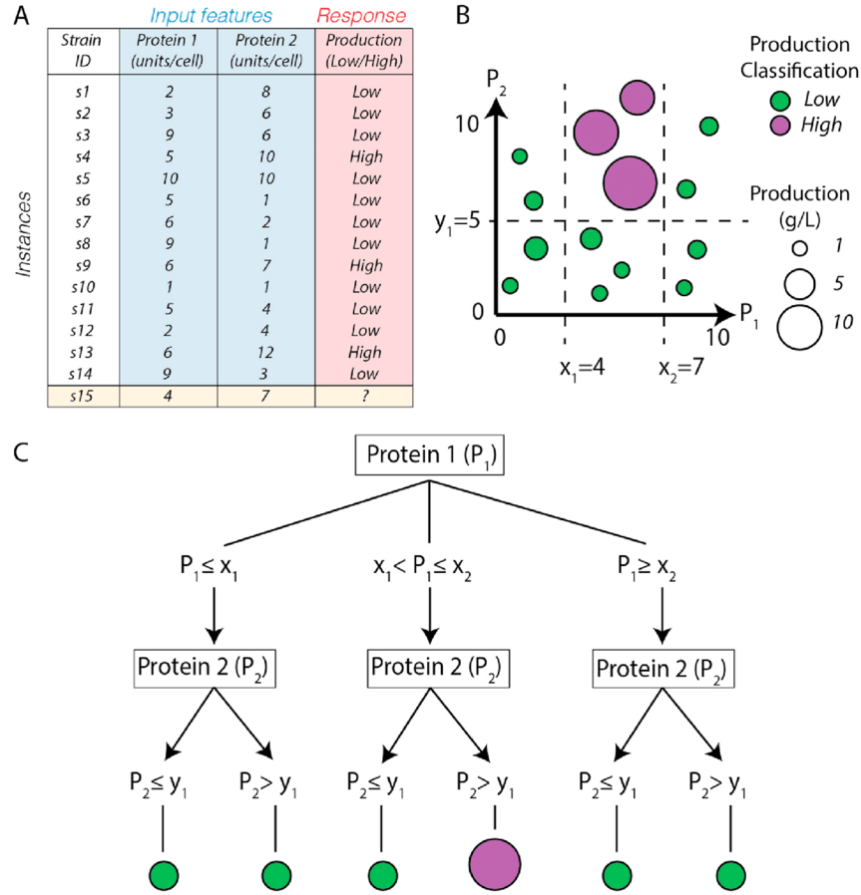 A
Input features Response
Strain ID Protein 1 (units/cell) Protein 2 (units/cell) Production (Low/High)
Instances
s1 2 8 Low
s2 3 6 Low
s3 9 6 Low
s4 5 10 High
s5 10 10 Low
s6 5 1 Low
s7 6 2 Low
s8 9 1 Low
s9 6 7 High
s10 1 1 Low
s11 5 4 Low
s12 2 4 Low
s13 6 12 High
s14 9 3 Low
s15 4 7 ?
B
P₂
10
y₁=5
0
0 10 P₁
x₁=4 x₂=7
Production
Classification
Low
High
Production
(g/L)
1
5
10
C
Protein 1 (P₁)
P₁≤ x₁ x₁< P₁≤ x₂ P₁≥ x₂
Protein 2 (P₂) Protein 2 (P₂) Protein 2 (P₂)
P₂≤ y₁ P₂> y₁ P₂≤ y₁ P₂> y₁ P₂≤ y₁ P₂> y₁